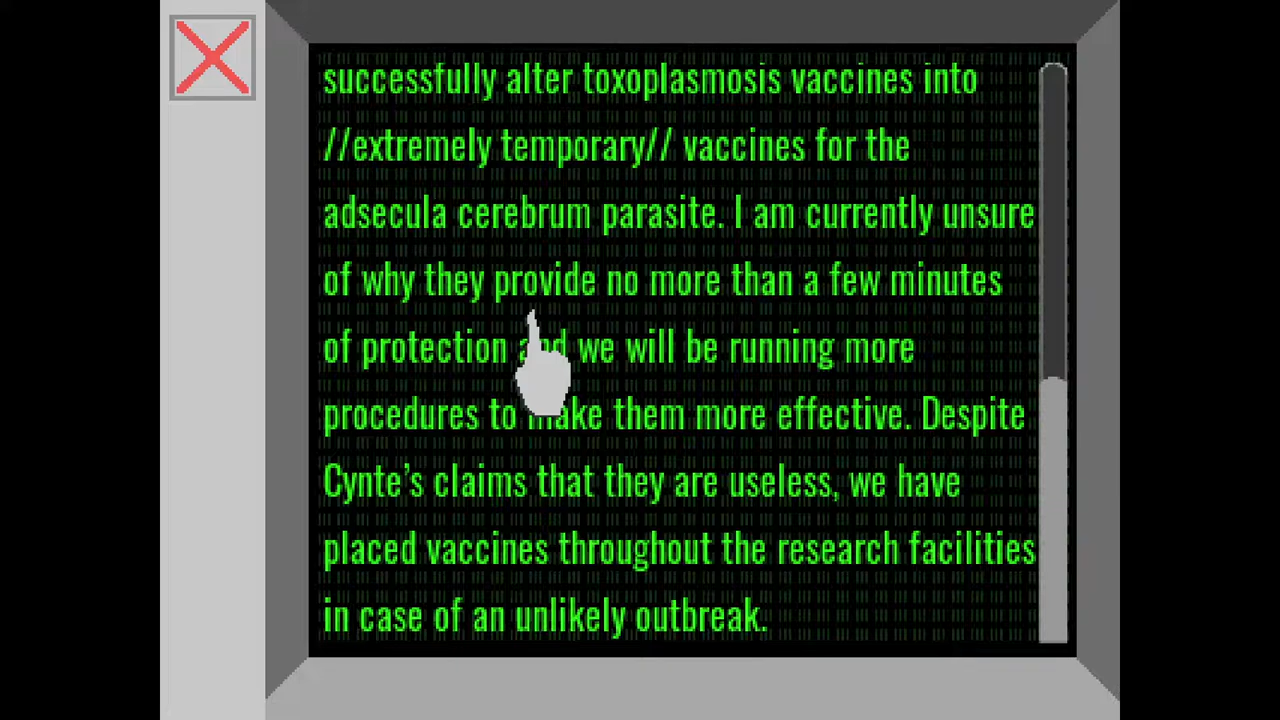 successfully alter toxoplasmosis vaccines into
//extremely temporary// vaccines for the
adsecula cerebrum parasite. I am currently unsure
of why they provide no more than a few minutes
of protection and we will be running more
procedures to make them more effective. Despite
Cynte’s claims that they are useless, we have
placed vaccines throughout the research facilities
in case of an unlikely outbreak.